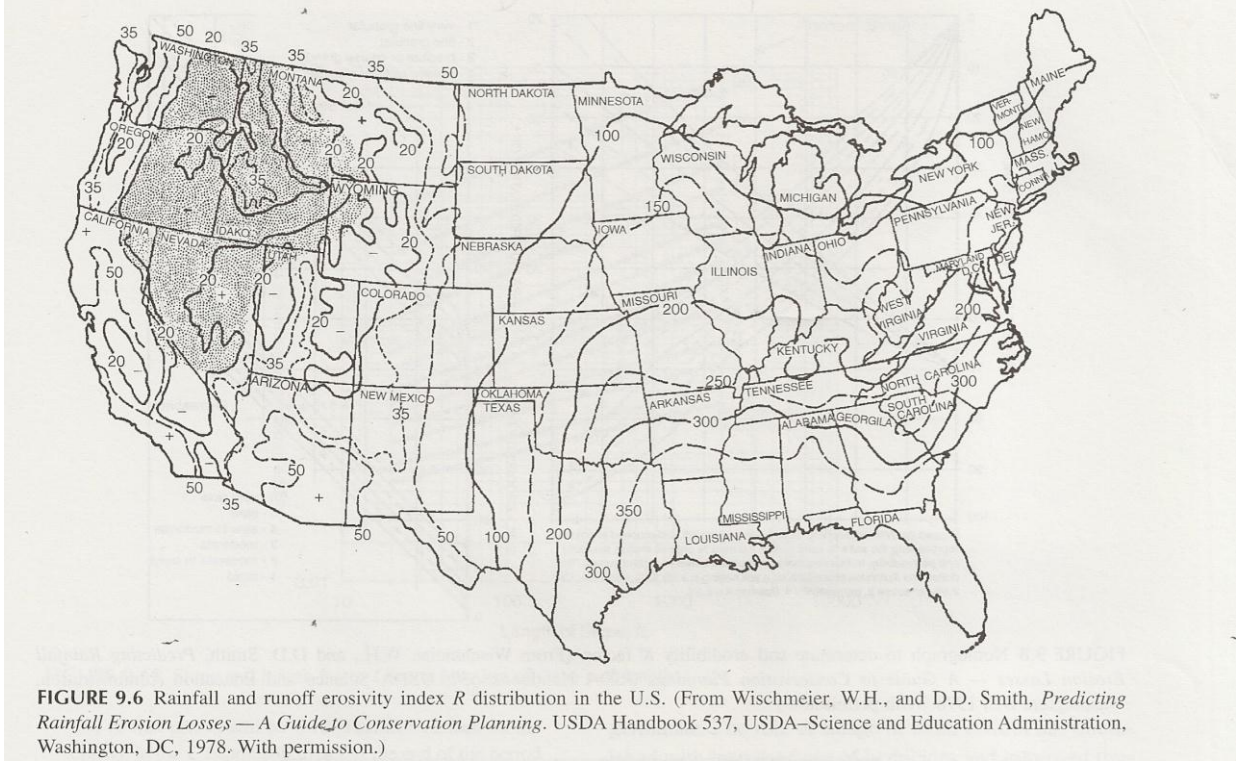 35
50
20
35
35
35
50
WASHINGTON
MONTANA
20
+
NORTH DAKOTA
MINNESOTA
MAINE
VER-
MONT
NEW
HAMP.
100
100
OREGON
20
20
20
20
20
WISCONSIN
MASS.
CONN.
NEW YORK
SOUTH DAKOTA
35
35
WYOMING
MICHIGAN
150
PENNSYLVANIA
NEW
JER.
CALIFORNIA
+
NEVADA
IDAKO
UTAH
20
NEBRASKA
IOWA
INDIANA
OHIO
MARYLAND
D.C.
DEL
50
20
+
20
ILLINOIS
COLORADO
MISSOURI
200
WEST
VIRGINIA
200
VIRGINIA
20
20
KANSAS
KENTUCKY
20
35
ARIZONA
NEW MEXICO
35
OKLAHOMA
TEXAS
250
ARKANSAS
TENNESSEE
NORTH CAROLINA
300
SOUTH
CAROLINA
300
ALABAMA
GEORGILA
+
50
+
50
35
50
50
100
200
350
300
MISSISSIPPI
LOUISIANA
FLORIDA
FIGURE 9.6 Rainfall and runoff erosivity index R distribution in the U.S. (From Wischmeier, W.H., and D.D. Smith, Predicting
Rainfall Erosion Losses — A Guide to Conservation Planning. USDA Handbook 537, USDA–Science and Education Administration,
Washington, DC, 1978. With permission.)